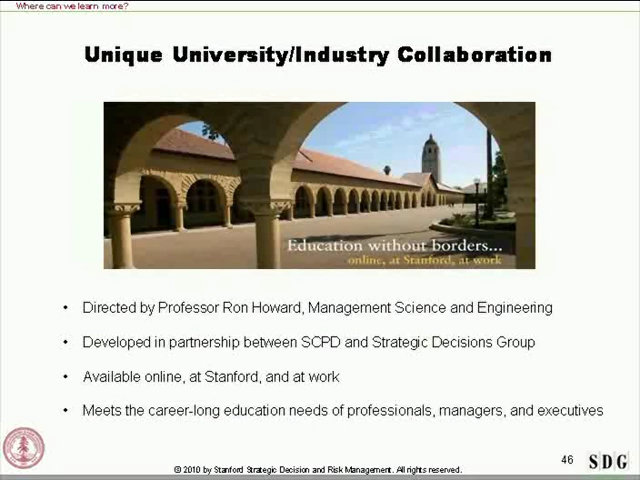 Where can we learn more?
Unique University/Industry Collaboration
Education without borders...
online, at Stanford, at work
• Directed by Professor Ron Howard, Management Science and Engineering
• Developed in partnership between SCPD and Strategic Decisions Group
• Available online, at Stanford, and at work
• Meets the career-long education needs of professionals, managers, and executives
46
SDG
© 2010 by Stanford Strategic Decision and Risk Management. All rights reserved.